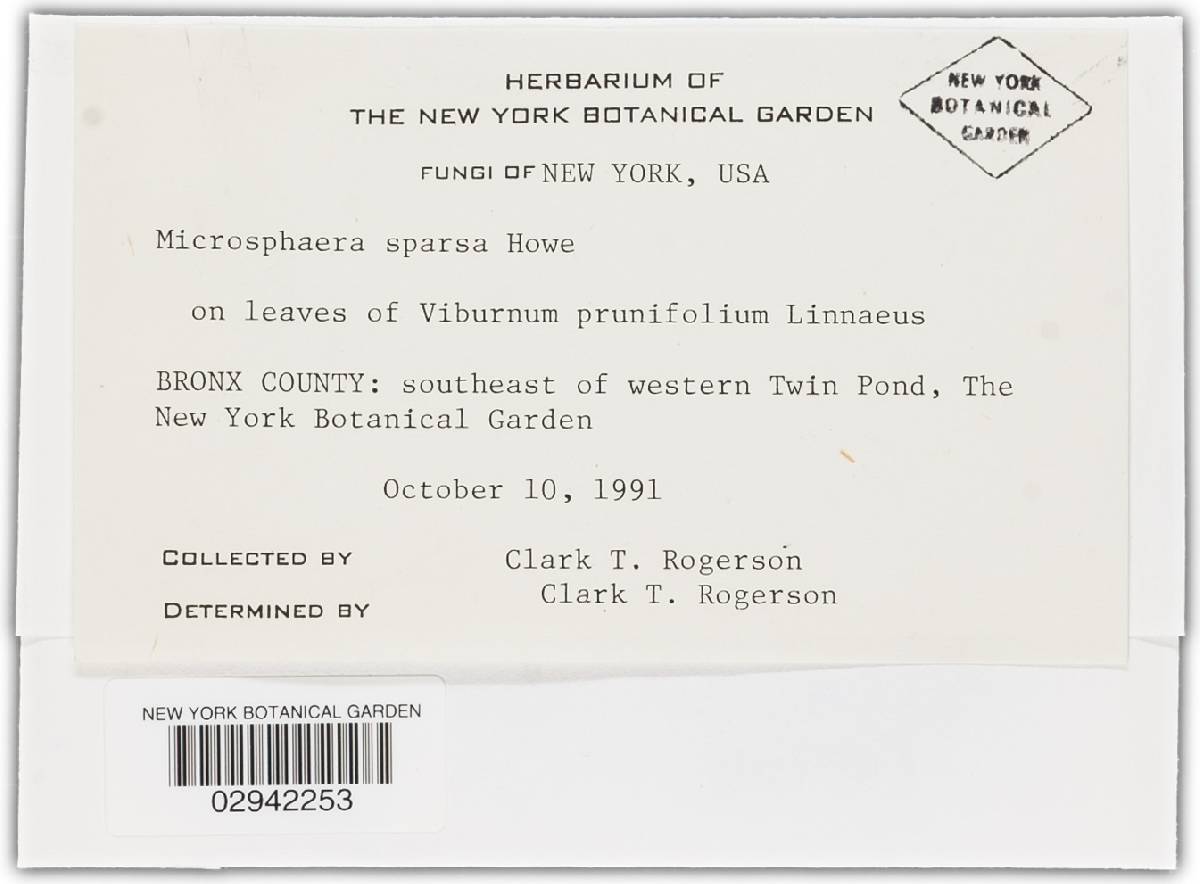 HERBARIUM OF
THE NEW YORK BOTANICAL GARDEN
NEW YORK
BOTANICAL
GARDEN
FUNGI OF NEW YORK, USA
Microsphaera sparsa Howe
on leaves of Viburnum prunifolium Linnaeus
BRONX COUNTY: southeast of western Twin Pond, The
New York Botanical Garden
October 10, 1991
COLLECTED BY Clark T. Rogerson
Clark T. Rogerson
DETERMINED BY
NEW YORK BOTANICAL GARDEN
02942253